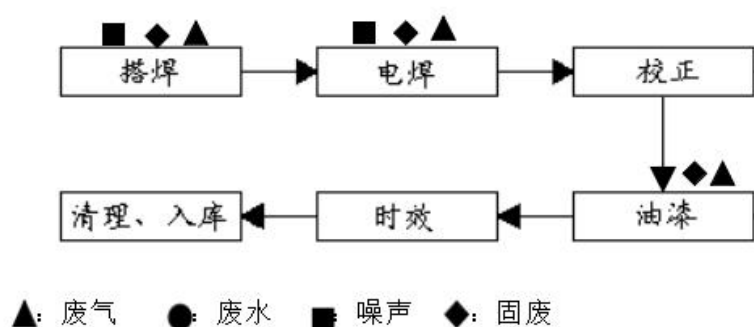 搭焊 电焊 校正
清理、入库 时效 油漆
▲：废气 ●：废水 ■：噪声 ◆：固废